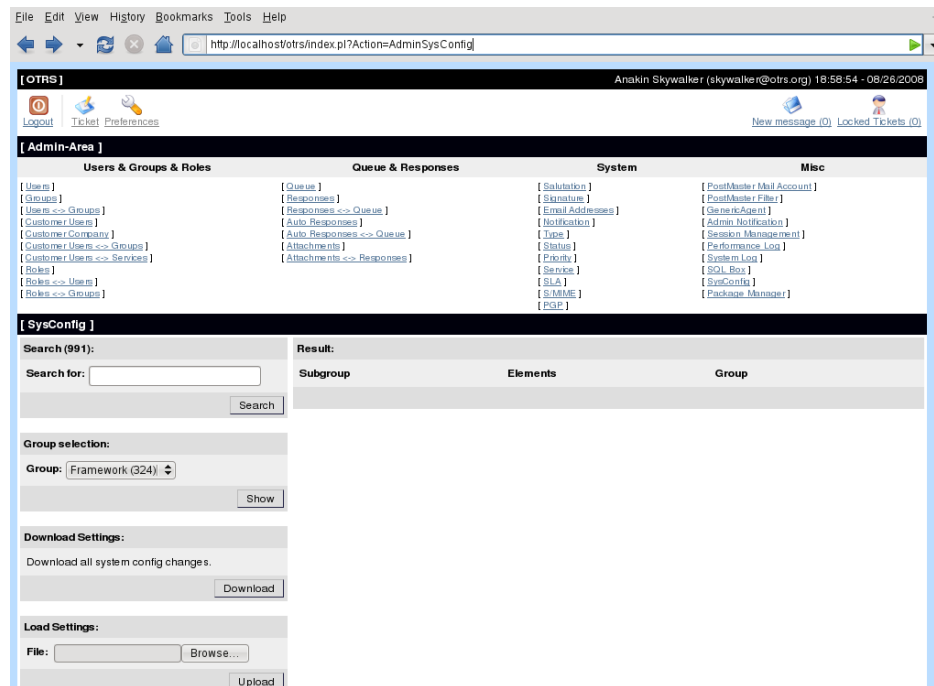 File Edit View History Bookmarks Tools Help
http://localhost/otrs/index.pl?Action=AdminSysConfig
[ OTRS ] Anakin Skywalker (skywalker@otrs.org) 18:58:54 - 08/26/2008
Logout Ticket Preferences New message (0) Locked Tickets (0)
[ Admin-Area ]
Users & Groups & Roles Queue & Responses System Misc
[ Users ] [ Queue ] [ Salutation ] [ PostMaster Mail Account ]
[ Groups ] [ Responses ] [ Signature ] [ PostMaster Filter ]
[ Users <-> Groups ] [ Responses <-> Queue ] [ Email Addresses ] [ GenericAgent ]
[ Customer Users ] [ Auto Responses ] [ Notification ] [ Admin Notification ]
[ Customer Company ] [ Auto Responses <-> Queue ] [ Type ] [ Session Management ]
[ Customer Users <-> Groups ] [ Attachments ] [ Status ] [ Performance Log ]
[ Customer Users <-> Services ] [ Attachments <-> Responses ] [ Priority ] [ System Log ]
[ Roles ] [ Service ] [ SQL Box ]
[ Roles <-> Users ] [ SLA ] [ SysConfig ]
[ Roles <-> Groups ] [ S/MIME ] [ Package Manager ]
[ PGP ]
[ SysConfig ]
Search (991): Result:
Search for: Subgroup Elements Group
Search
Group selection:
Group: Framework (324)
Show
Download Settings:
Download all system config changes.
Download
Load Settings:
File: Browse...
Upload